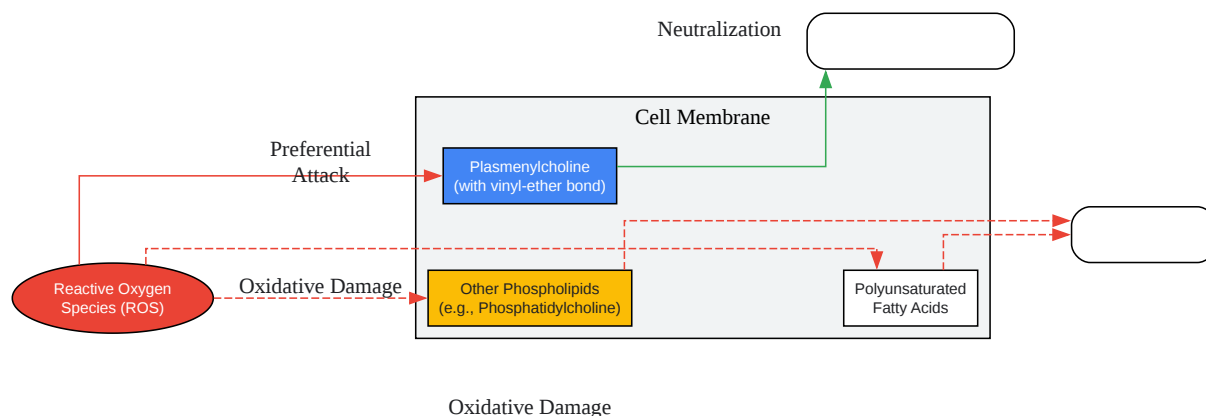 Neutralization
Cell Membrane
Preferential
Attack
Plasmenylcholine
(with vinyl-ether bond)
Reactive Oxygen
Species (ROS)
Oxidative Damage
Other Phospholipids
(e.g., Phosphatidylcholine)
Polyunsaturated
Fatty Acids
Oxidative Damage